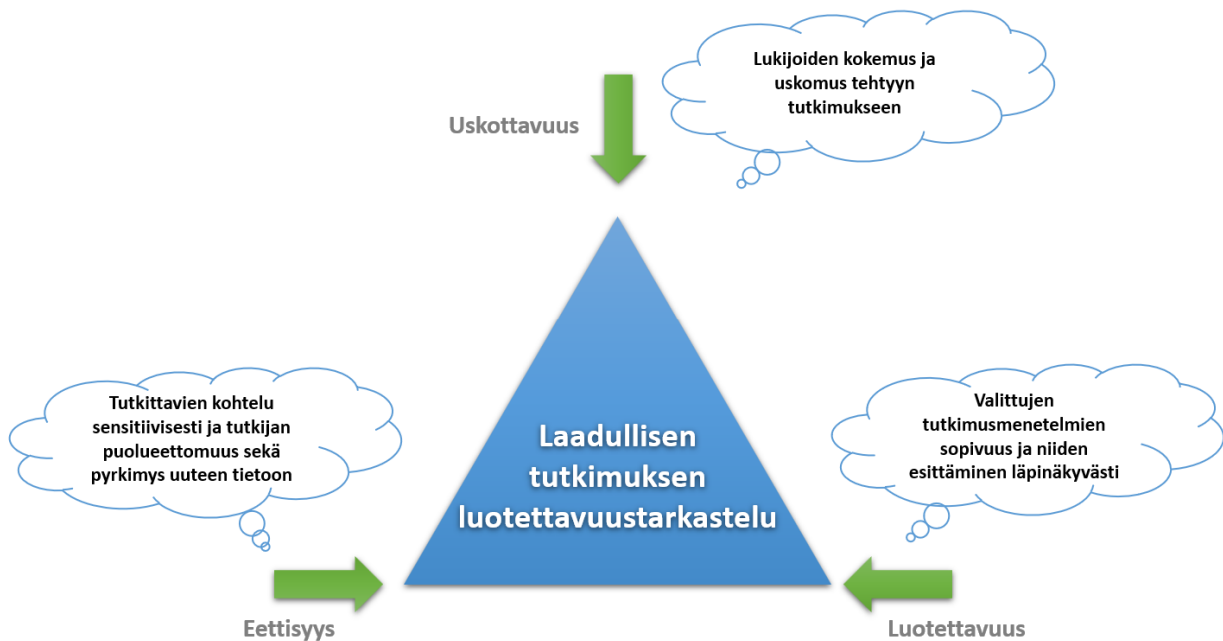 Lukijoiden kokemus ja
uskomus tehtyyn
tutkimukseen
Uskottavuus
Tutkittavien kohtelu
sensitiivisesti ja tutkijan
puolueettomuus sekä
pyrkimys uuteen tietoon
Laadullisen
tutkimuksen
luotettavuustarkastelu
Valittujen
tutkimusmenetelmien
sopivuus ja niiden
esittäminen läpinäkyvästi
Eettisyys
Luotettavuus